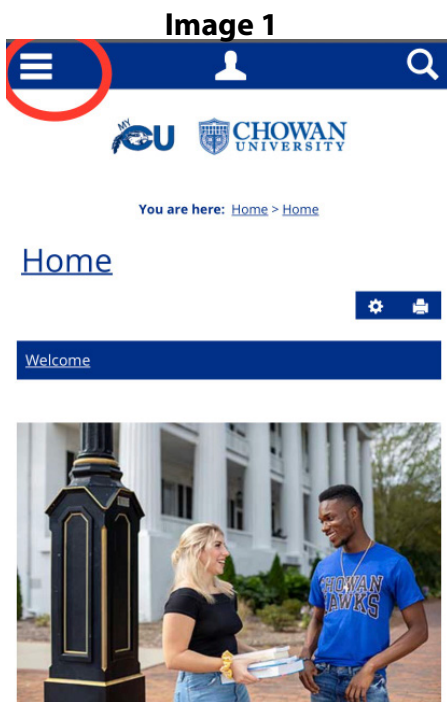 Image 1
MY
CU
CHOWAN
UNIVERSITY
You are here: Home > Home
Home
Welcome
CHOWAN
HAWKS